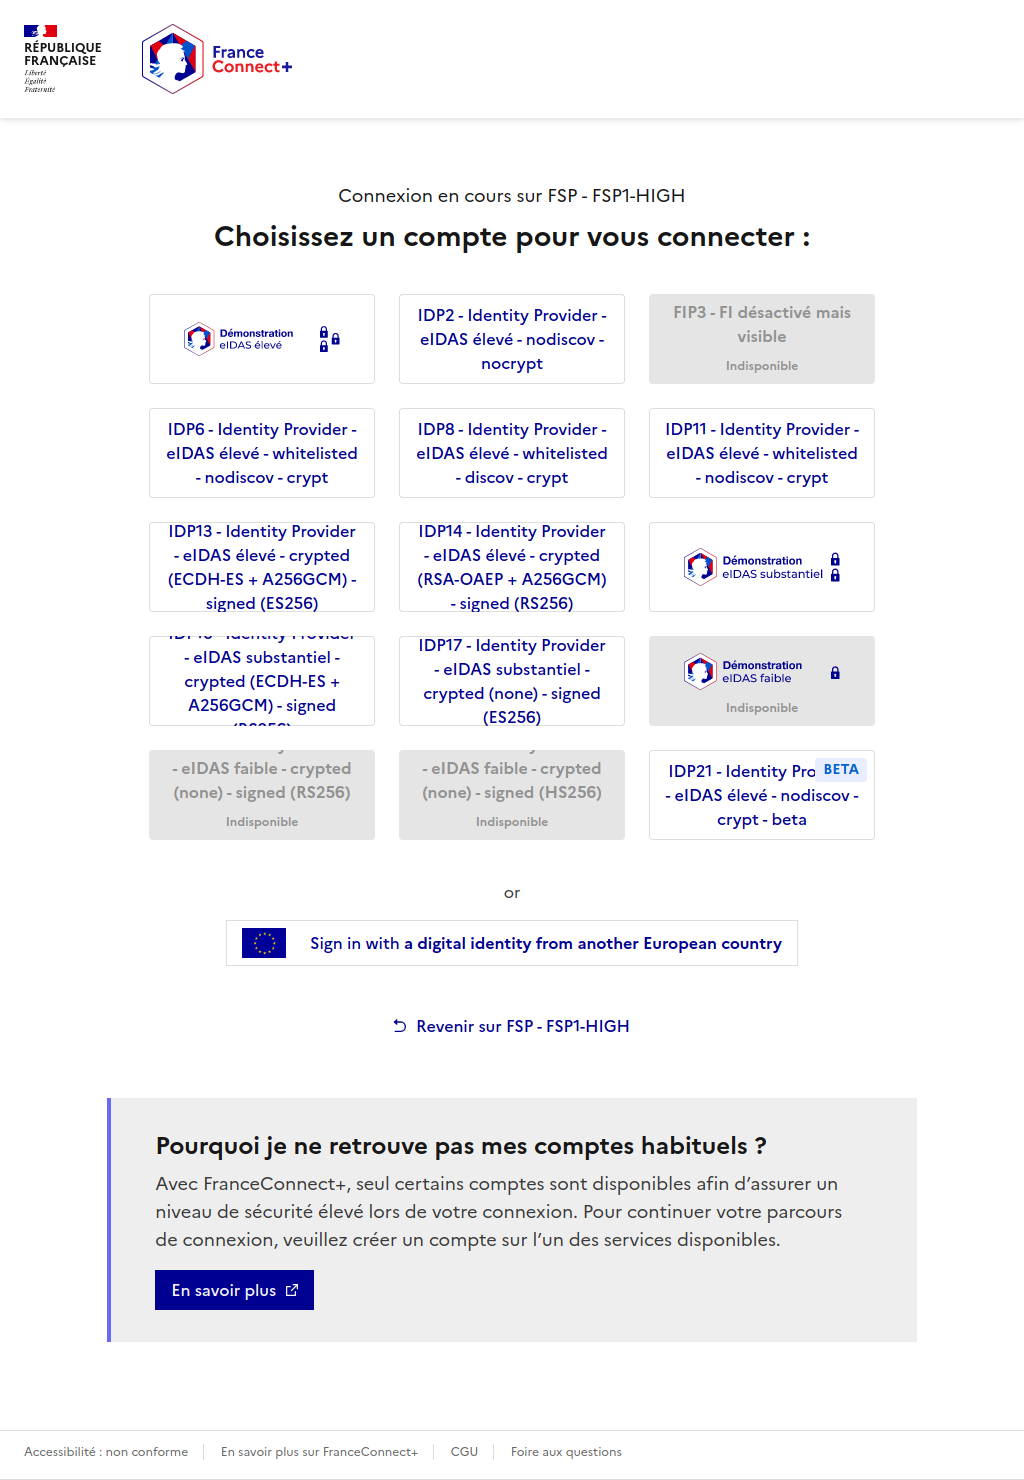 RÉPUBLIQUE
FRANÇAISE
Liberté
Égalité
Fraternité
France
Connect+
Connexion en cours sur FSP - FSP1-HIGH
Choisissez un compte pour vous connecter :
Démonstration
eIDAS élevé
IDP2 - Identity Provider -
eIDAS élevé - nodiscov -
nocrypt
FIP3 - FI désactivé mais
visible
Indisponible
IDP6 - Identity Provider -
eIDAS élevé - whitelisted
- nodiscov - crypt
IDP8 - Identity Provider -
eIDAS élevé - whitelisted
- discov - crypt
IDP11 - Identity Provider -
eIDAS élevé - whitelisted
- nodiscov - crypt
IDP13 - Identity Provider
- eIDAS élevé - crypted
(ECDH-ES + A256GCM) -
signed (ES256)
IDP14 - Identity Provider
- eIDAS élevé - crypted
(RSA-OAEP + A256GCM)
- signed (RS256)
Démonstration
eIDAS substantiel
- Identity Provider
- eIDAS substantiel -
crypted (ECDH-ES +
A256GCM) - signed
IDP17 - Identity Provider
- eIDAS substantiel -
crypted (none) - signed
(ES256)
Démonstration
eIDAS faible
Indisponible
- eIDAS faible - crypted
(none) - signed (RS256)
Indisponible
- eIDAS faible - crypted
(none) - signed (HS256)
Indisponible
IDP21 - Identity Pro BETA
- eIDAS élevé - nodiscov -
crypt - beta
or
Sign in with a digital identity from another European country
Revenir sur FSP - FSP1-HIGH
Pourquoi je ne retrouve pas mes comptes habituels ?
Avec FranceConnect+, seul certains comptes sont disponibles afin d’assurer un
niveau de sécurité élevé lors de votre connexion. Pour continuer votre parcours
de connexion, veuillez créer un compte sur l’un des services disponibles.
En savoir plus
Accessibilité : non conforme
En savoir plus sur FranceConnect+
CGU
Foire aux questions